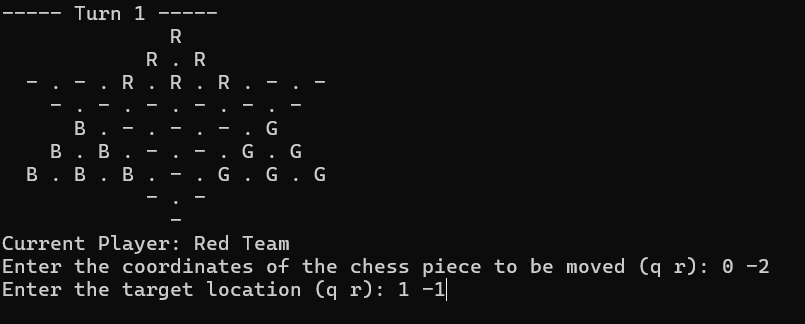 ----- Turn 1 -----
              R
            R . R
  - . - . R . R . R . - . -
    - . - . - . - . - . -
      B . - . - . - . G
    B . B . - . - . G . G
  B . B . B . - . G . G . G
            - . -
              -
Current Player: Red Team
Enter the coordinates of the chess piece to be moved (q r): 0 -2
Enter the target location (q r): 1 -1